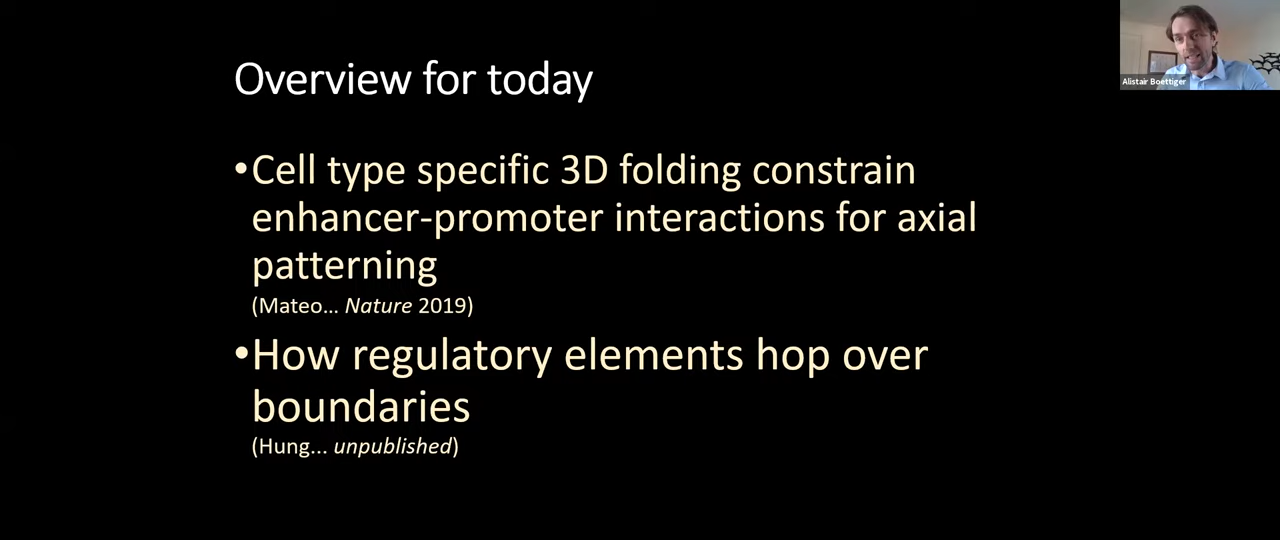 Overview for today
•Cell type specific 3D folding constrain
enhancer-promoter interactions for axial
patterning
(Mateo... Nature 2019)
•How regulatory elements hop over
boundaries
(Hung... unpublished)
Alistair Boettiger